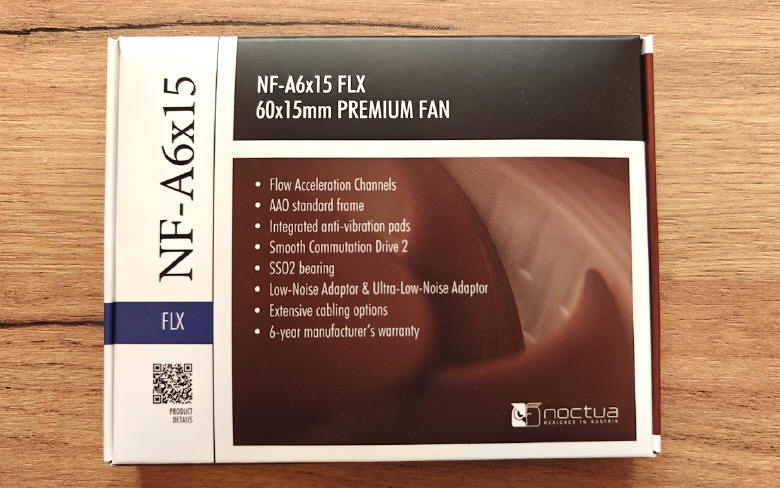 NF-A6x15
FLX
PRODUCT
DETAILS
NF-A6x15 FLX
60x15mm PREMIUM FAN
• Flow Acceleration Channels
• AAO standard frame
• Integrated anti-vibration pads
• Smooth Commutation Drive 2
• SSO2 bearing
• Low-Noise Adaptor & Ultra-Low-Noise Adaptor
• Extensive cabling options
• 6-year manufacturer's warranty
noctua
DESIGNED IN AUSTRIA